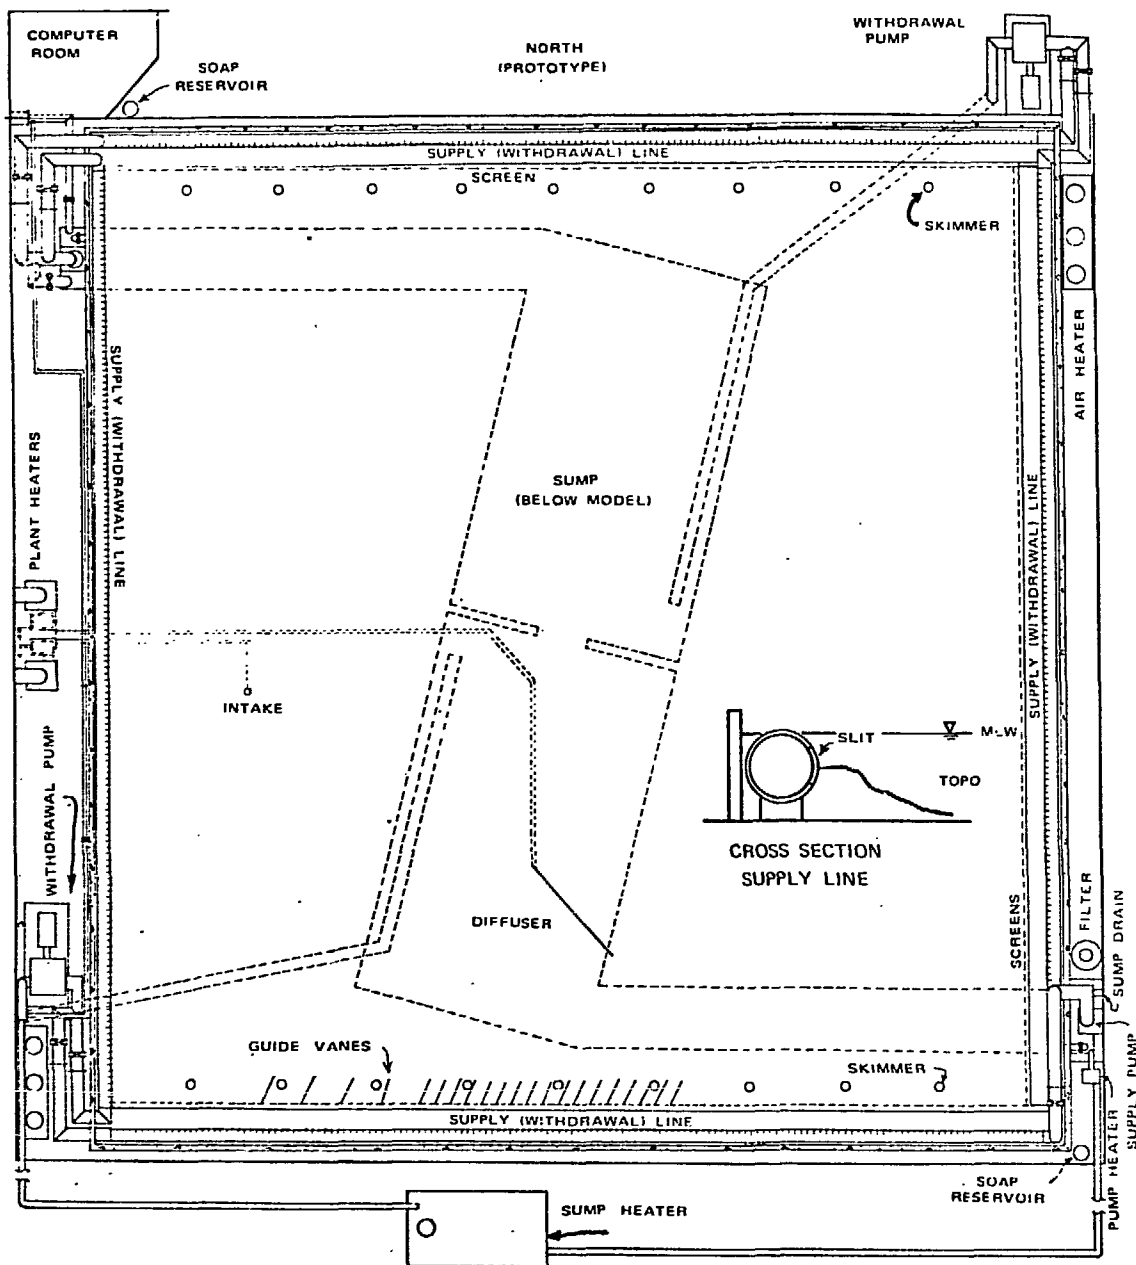 COMPUTER
ROOM
SOAP
RESERVOIR
NORTH
(PROTOTYPE)
WITHDRAWAL
PUMP
SUPPLY (WITHDRAWAL) LINE
SCREEN
SKIMMER
AIR HEATER
SUPPLY (WITHDRAWAL) LINE
PLANT HEATERS
SUMP
(BELOW MODEL)
SUPPLY (WITHDRAWAL) LINE
INTAKE
WITHDRAWAL PUMP
SLIT
MLW
TOPO
CROSS SECTION
SUPPLY LINE
DIFFUSER
SCREENS
FILTER
SUMP DRAIN
SUPPLY PUMP
PUMP HEATER
GUIDE VANES
SKIMMER
SUPPLY (WITHDRAWAL) LINE
SOAP
RESERVOIR
SUMP HEATER